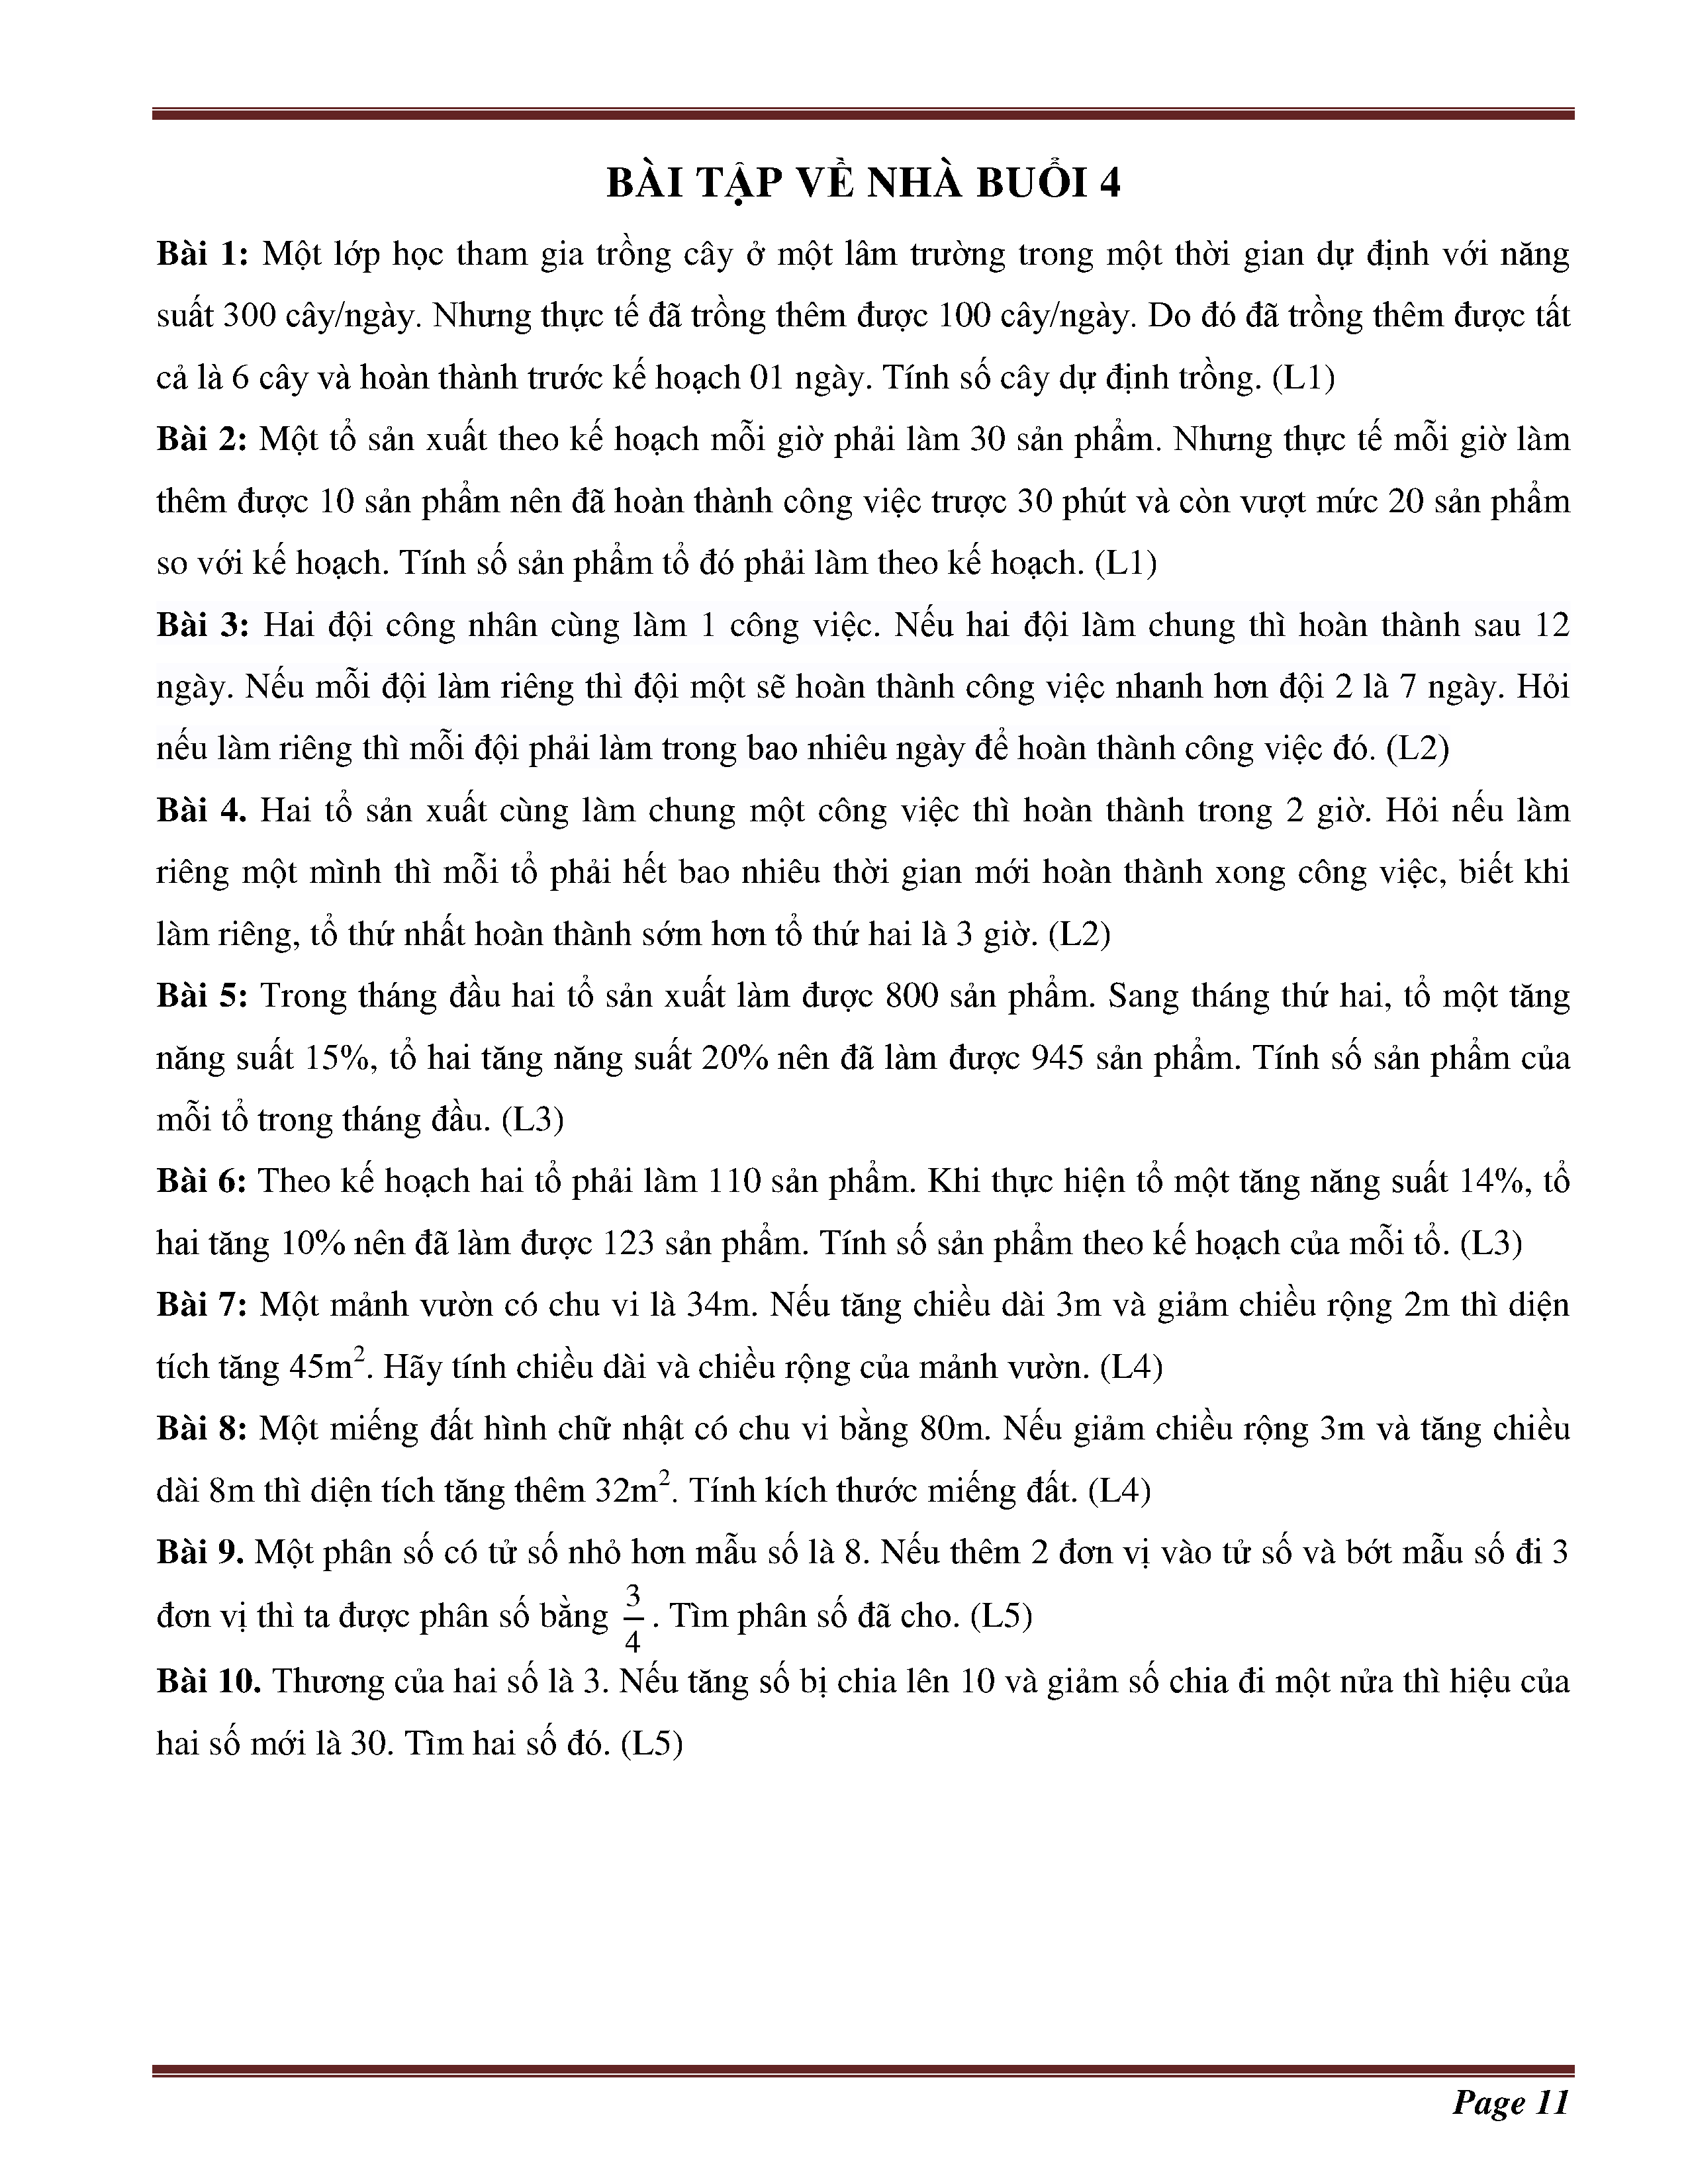 BÀI TẬP VỀ NHÀ BUỔI 4
Bài 1: Một lớp học tham gia trồng cây ở một lâm trường trong một thời gian dự định với năng
suất 300 cây/ngày. Nhưng thực tế đã trồng thêm được 100 cây/ngày. Do đó đã trồng thêm được tất
cả là 6 cây và hoàn thành trước kế hoạch 01 ngày. Tính số cây dự định trồng. (L1)
Bài 2: Một tổ sản xuất theo kế hoạch mỗi giờ phải làm 30 sản phẩm. Nhưng thực tế mỗi giờ làm
thêm được 10 sản phẩm nên đã hoàn thành công việc trược 30 phút và còn vượt mức 20 sản phẩm
so với kế hoạch. Tính số sản phẩm tổ đó phải làm theo kế hoạch. (L1)
Bài 3: Hai đội công nhân cùng làm 1 công việc. Nếu hai đội làm chung thì hoàn thành sau 12
ngày. Nếu mỗi đội làm riêng thì đội một sẽ hoàn thành công việc nhanh hơn đội 2 là 7 ngày. Hỏi
nếu làm riêng thì mỗi đội phải làm trong bao nhiêu ngày để hoàn thành công việc đó. (L2)
Bài 4. Hai tổ sản xuất cùng làm chung một công việc thì hoàn thành trong 2 giờ. Hỏi nếu làm
riêng một mình thì mỗi tổ phải hết bao nhiêu thời gian mới hoàn thành xong công việc, biết khi
làm riêng, tổ thứ nhất hoàn thành sớm hơn tổ thứ hai là 3 giờ. (L2)
Bài 5: Trong tháng đầu hai tổ sản xuất làm được 800 sản phẩm. Sang tháng thứ hai, tổ một tăng
năng suất 15%, tổ hai tăng năng suất 20% nên đã làm được 945 sản phẩm. Tính số sản phẩm của
mỗi tổ trong tháng đầu. (L3)
Bài 6: Theo kế hoạch hai tổ phải làm 110 sản phẩm. Khi thực hiện tổ một tăng năng suất 14%, tổ
hai tăng 10% nên đã làm được 123 sản phẩm. Tính số sản phẩm theo kế hoạch của mỗi tổ. (L3)
Bài 7: Một mảnh vườn có chu vi là 34m. Nếu tăng chiều dài 3m và giảm chiều rộng 2m thì diện
tích tăng 45m². Hãy tính chiều dài và chiều rộng của mảnh vườn. (L4)
Bài 8: Một miếng đất hình chữ nhật có chu vi bằng 80m. Nếu giảm chiều rộng 3m và tăng chiều
dài 8m thì diện tích tăng thêm 32m². Tính kích thước miếng đất. (L4)
Bài 9. Một phân số có tử số nhỏ hơn mẫu số là 8. Nếu thêm 2 đơn vị vào tử số và bớt mẫu số đi 3
đơn vị thì ta được phân số bằng 3/4. Tìm phân số đã cho. (L5)
Bài 10. Thương của hai số là 3. Nếu tăng số bị chia lên 10 và giảm số chia đi một nửa thì hiệu của
hai số mới là 30. Tìm hai số đó. (L5)
Page 11